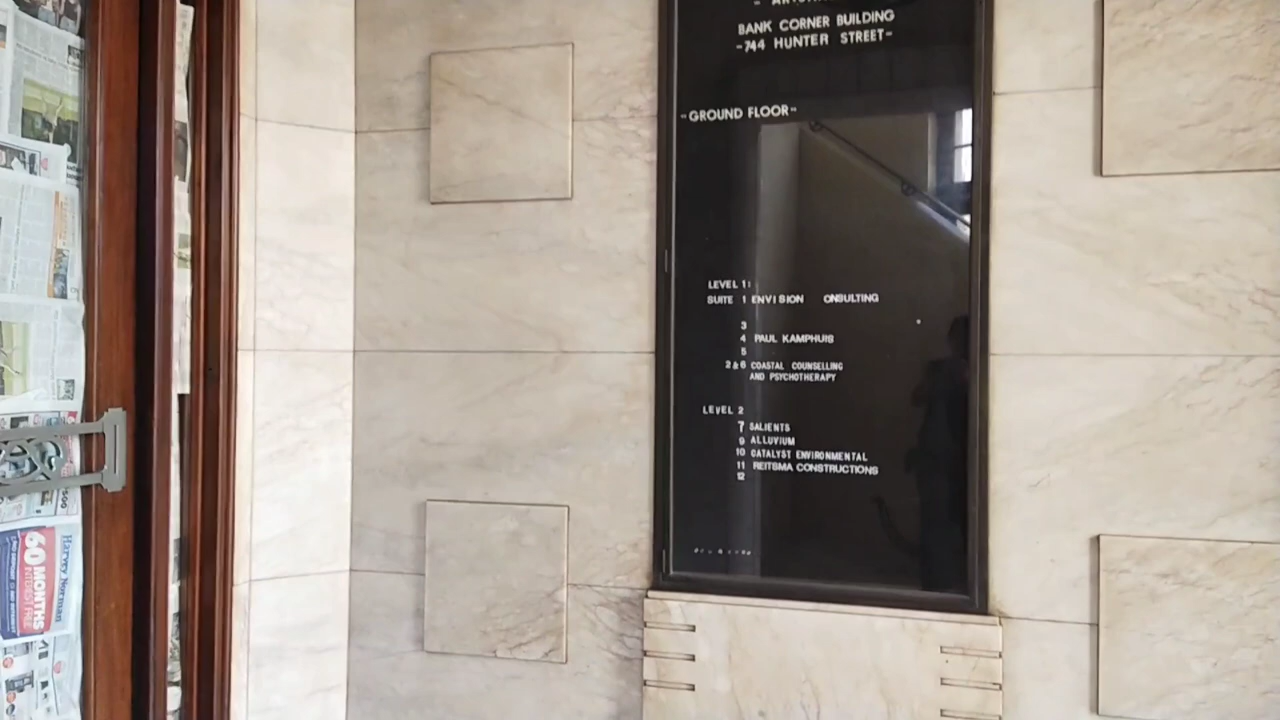 BANK CORNER BUILDING
-744 HUNTER STREET-
-GROUND FLOOR-
LEVEL 1:
SUITE 1 ENVISION ONSULTING
3
4 PAUL KAMPHUIS
5
2&6 COASTAL COUNSELLING
AND PSYCHOTHERAPY
LEVEL 2
7 SALIENTS
9 ALLUVIUM
10 CATALYST ENVIRONMENTAL
11 REITSMA CONSTRUCTIONS
12
Harvey Norman
60 MONTHS
INTEREST FREE